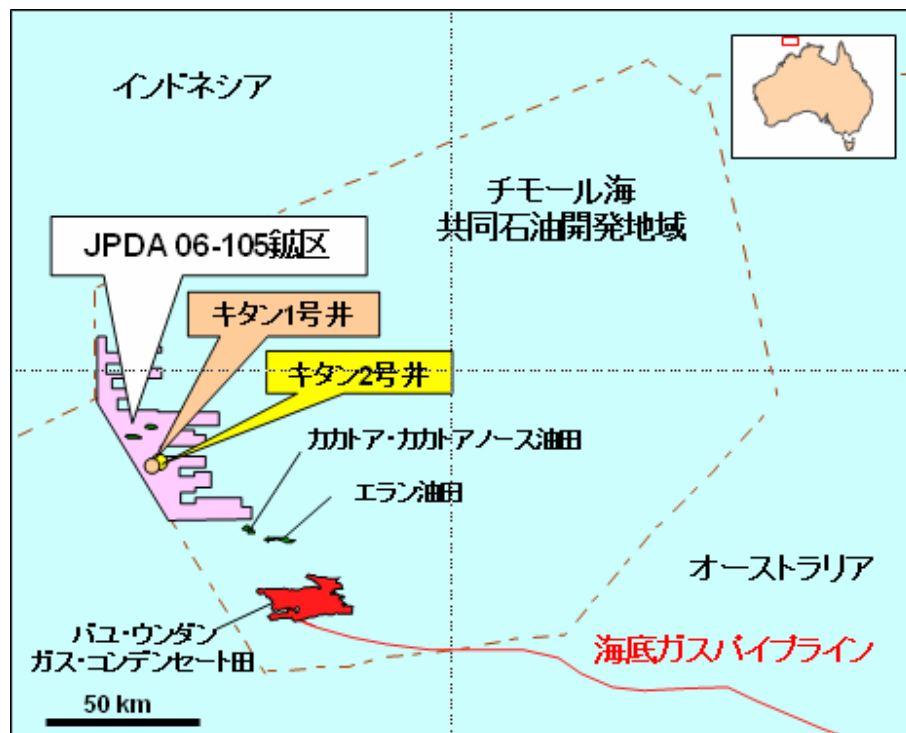 インドネシア
チモール海
共同石油開発地域
JPDA 06-105鉱区
キタン1号井
キタン2号井
カカトア・カカトアノース油田
エラン油田
オーストラリア
バユ・ウンダン
ガス・コンデンセート田
海底ガスパイプライン
50 km